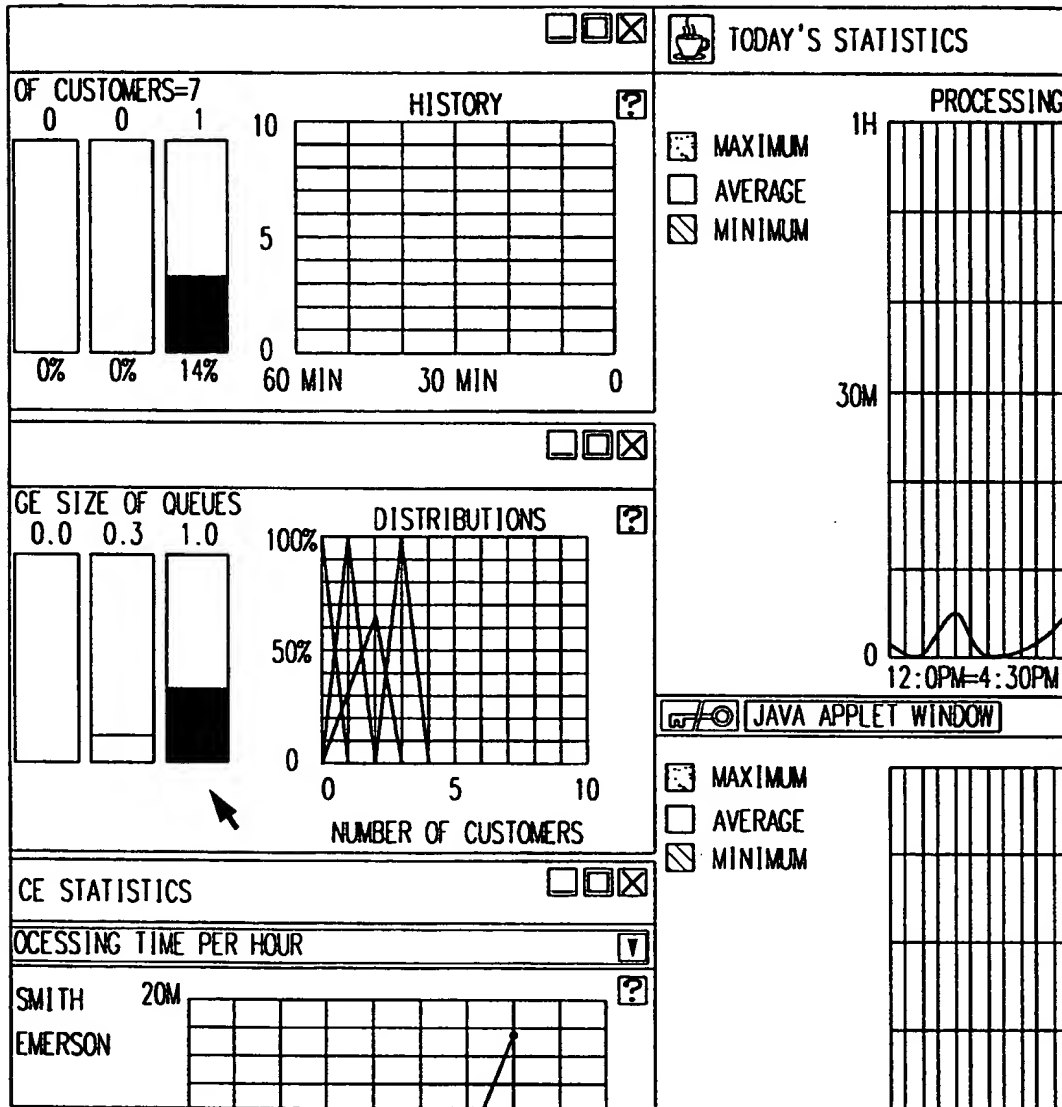 OF CUSTOMERS=7
0 0 1
0% 0% 14%
HISTORY
?
10
5
0
60 MIN 30 MIN 0
GE SIZE OF QUEUES
0.0 0.3 1.0
DISTRIBUTIONS
?
100%
50%
0
0 5 10
NUMBER OF CUSTOMERS
CE STATISTICS
OCESSING TIME PER HOUR
?
SMITH
EMERSON
20M
TODAY'S STATISTICS
PROCESSING
MAXIMUM
AVERAGE
MINIMUM
1H
30M
0
12:0PM=4:30PM
JAVA APPLET WINDOW
MAXIMUM
AVERAGE
MINIMUM